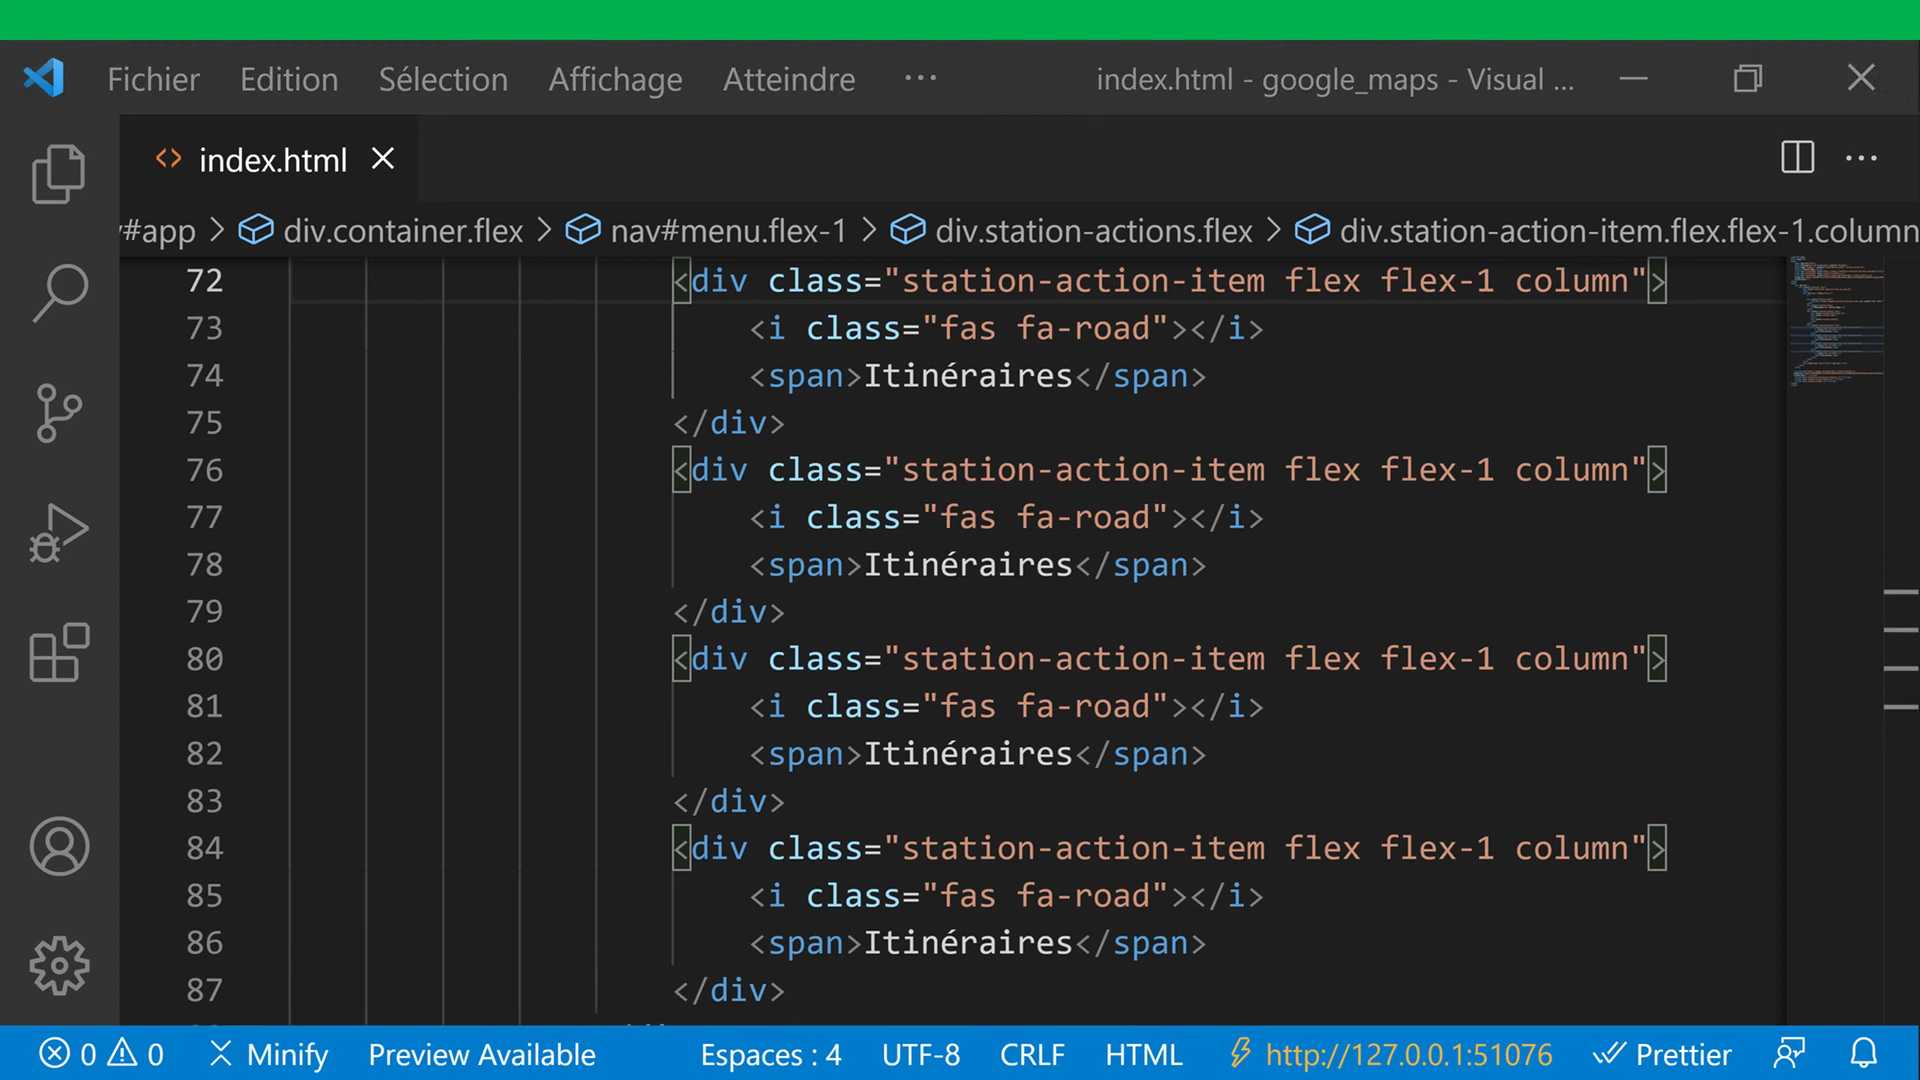 Fichier Edition Sélection Affichage Atteindre ··· index.html - google_maps - Visual ...
index.html
#app > div.container.flex > nav#menu.flex-1 > div.station-actions.flex > div.station-action-item.flex.flex-1.column
72 <div class="station-action-item flex flex-1 column">
73 <i class="fas fa-road"></i>
74 <span>Itinéraires</span>
75 </div>
76 <div class="station-action-item flex flex-1 column">
77 <i class="fas fa-road"></i>
78 <span>Itinéraires</span>
79 </div>
80 <div class="station-action-item flex flex-1 column">
81 <i class="fas fa-road"></i>
82 <span>Itinéraires</span>
83 </div>
84 <div class="station-action-item flex flex-1 column">
85 <i class="fas fa-road"></i>
86 <span>Itinéraires</span>
87 </div>
0 0 Minify Preview Available Espaces : 4 UTF-8 CRLF HTML http://127.0.0.1:51076 Prettier